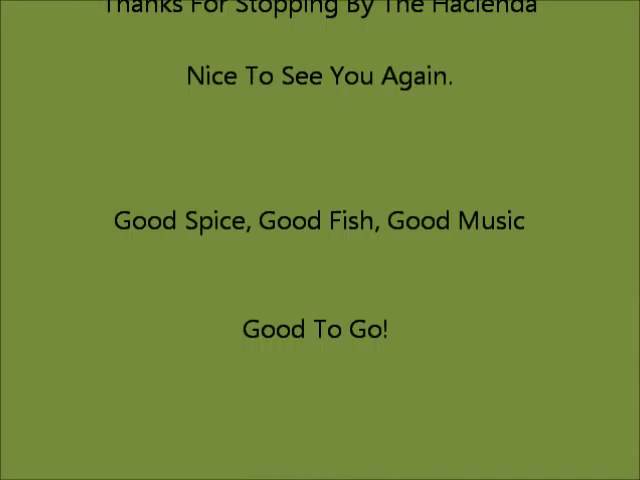 Thanks For Stopping By The Hacienda
Nice To See You Again.
Good Spice, Good Fish, Good Music
Good To Go!